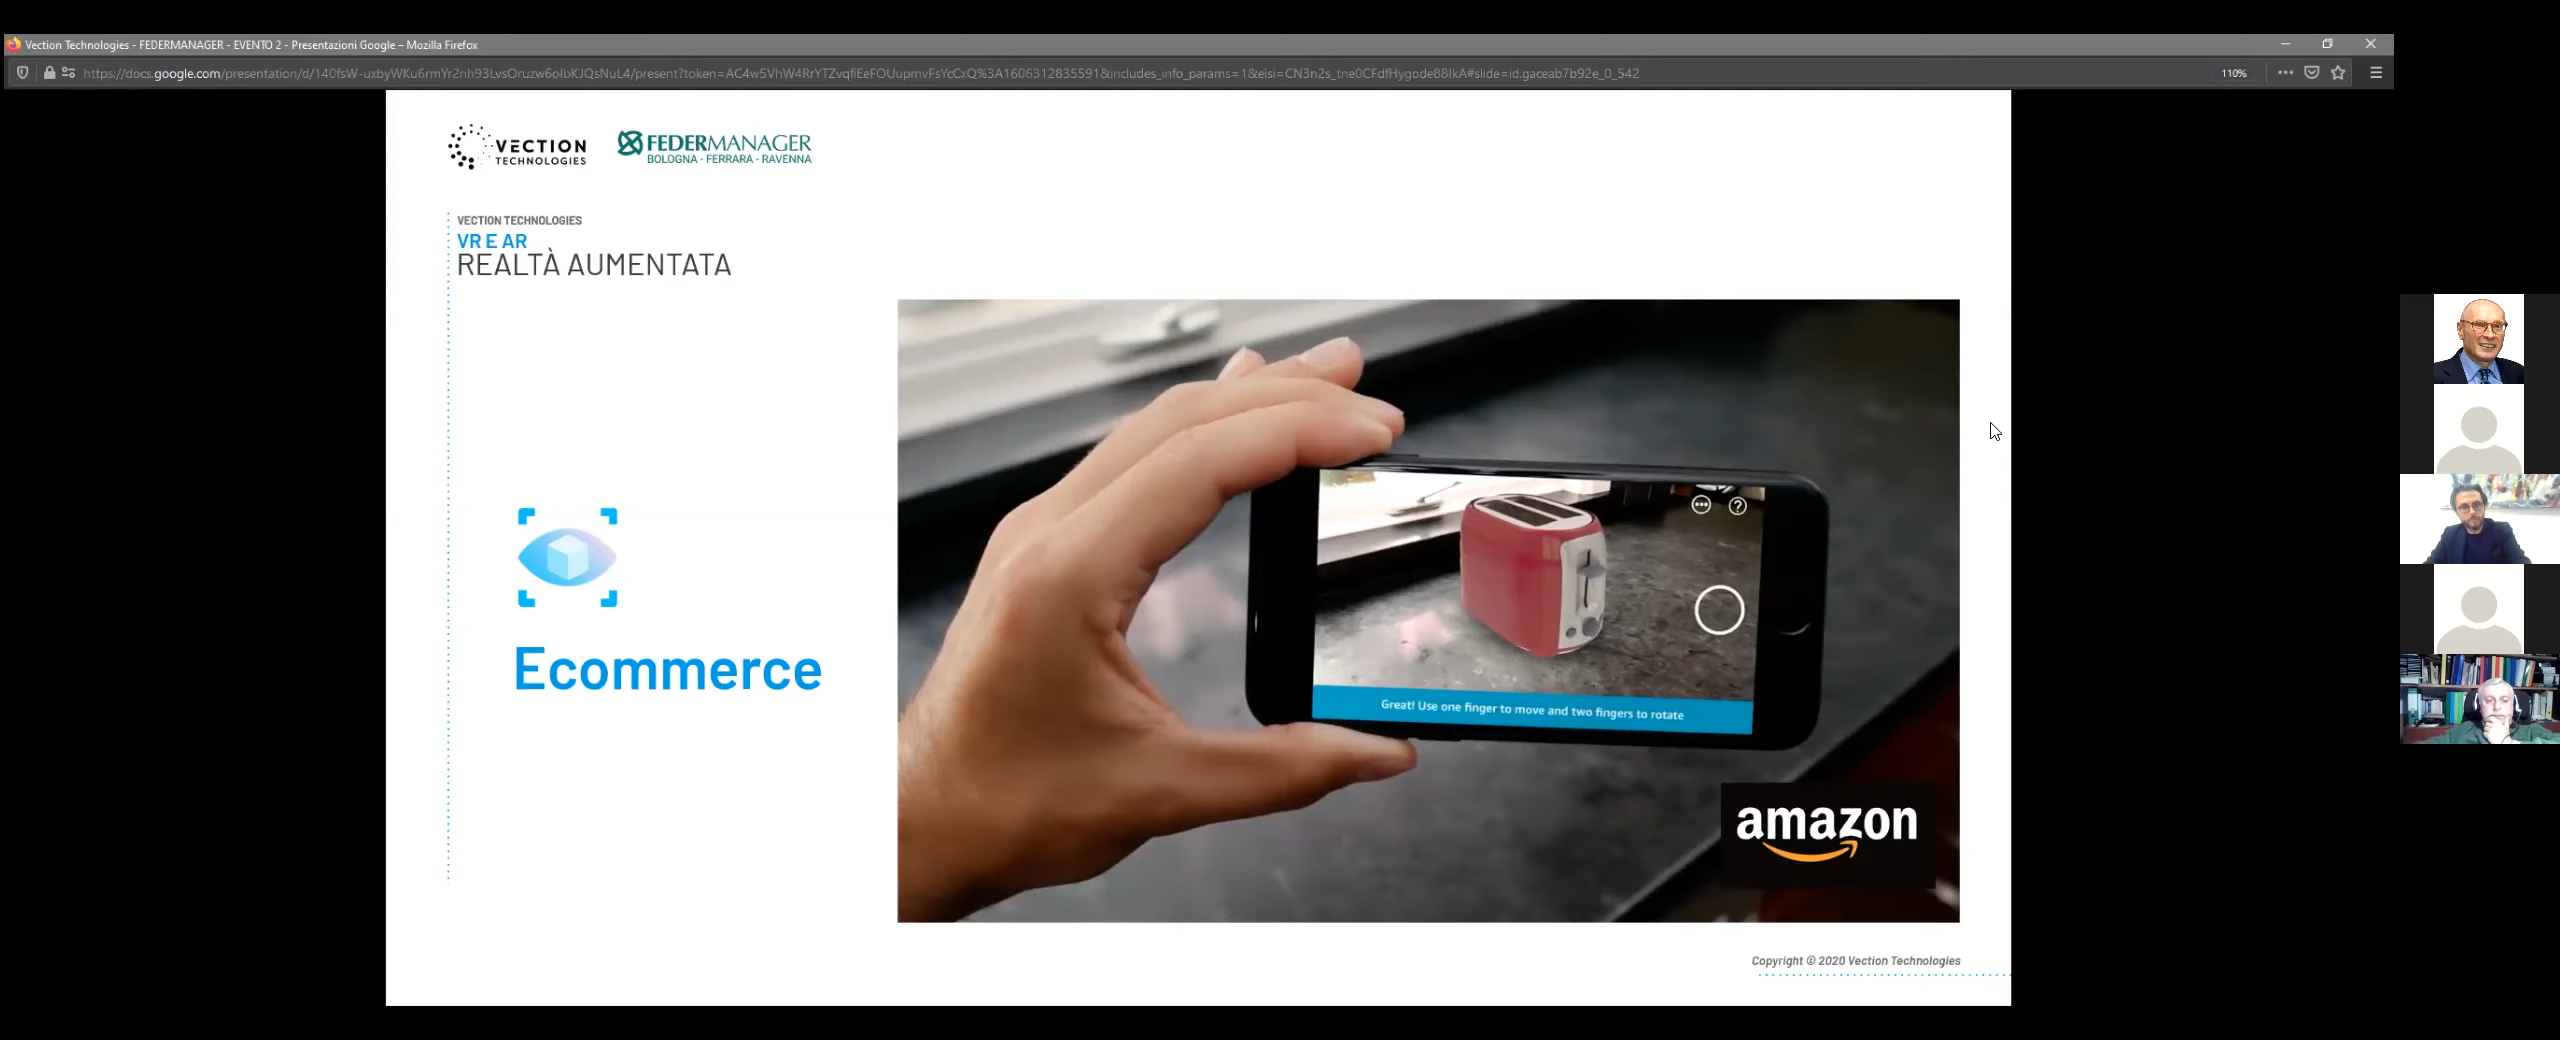 Vection Technologies - FEDERMANAGER - EVENTO 2 - Presentazioni Google – Mozilla Firefox
https://docs.google.com/presentation/d/140fsW-uxbyWKu6rmYr2nh93LvsOruzw6olbKJQsNuL4/present?token=AC4w5VhW4RrYTZvqfiEeFOUupmvFsYcCxQ%3A1606312835591&includes_info_params=1&eisi=CN3n2s_tne0CFdfHygode88IkA#slide=id.gaceab7b92e_0_542
110%
VECTION
TECHNOLOGIES
FEDERMANAGER
BOLOGNA - FERRARA - RAVENNA
VECTION TECHNOLOGIES
VR E AR
REALTÀ AUMENTATA
Ecommerce
Great! Use one finger to move and two fingers to rotate
amazon
Copyright © 2020 Vection Technologies